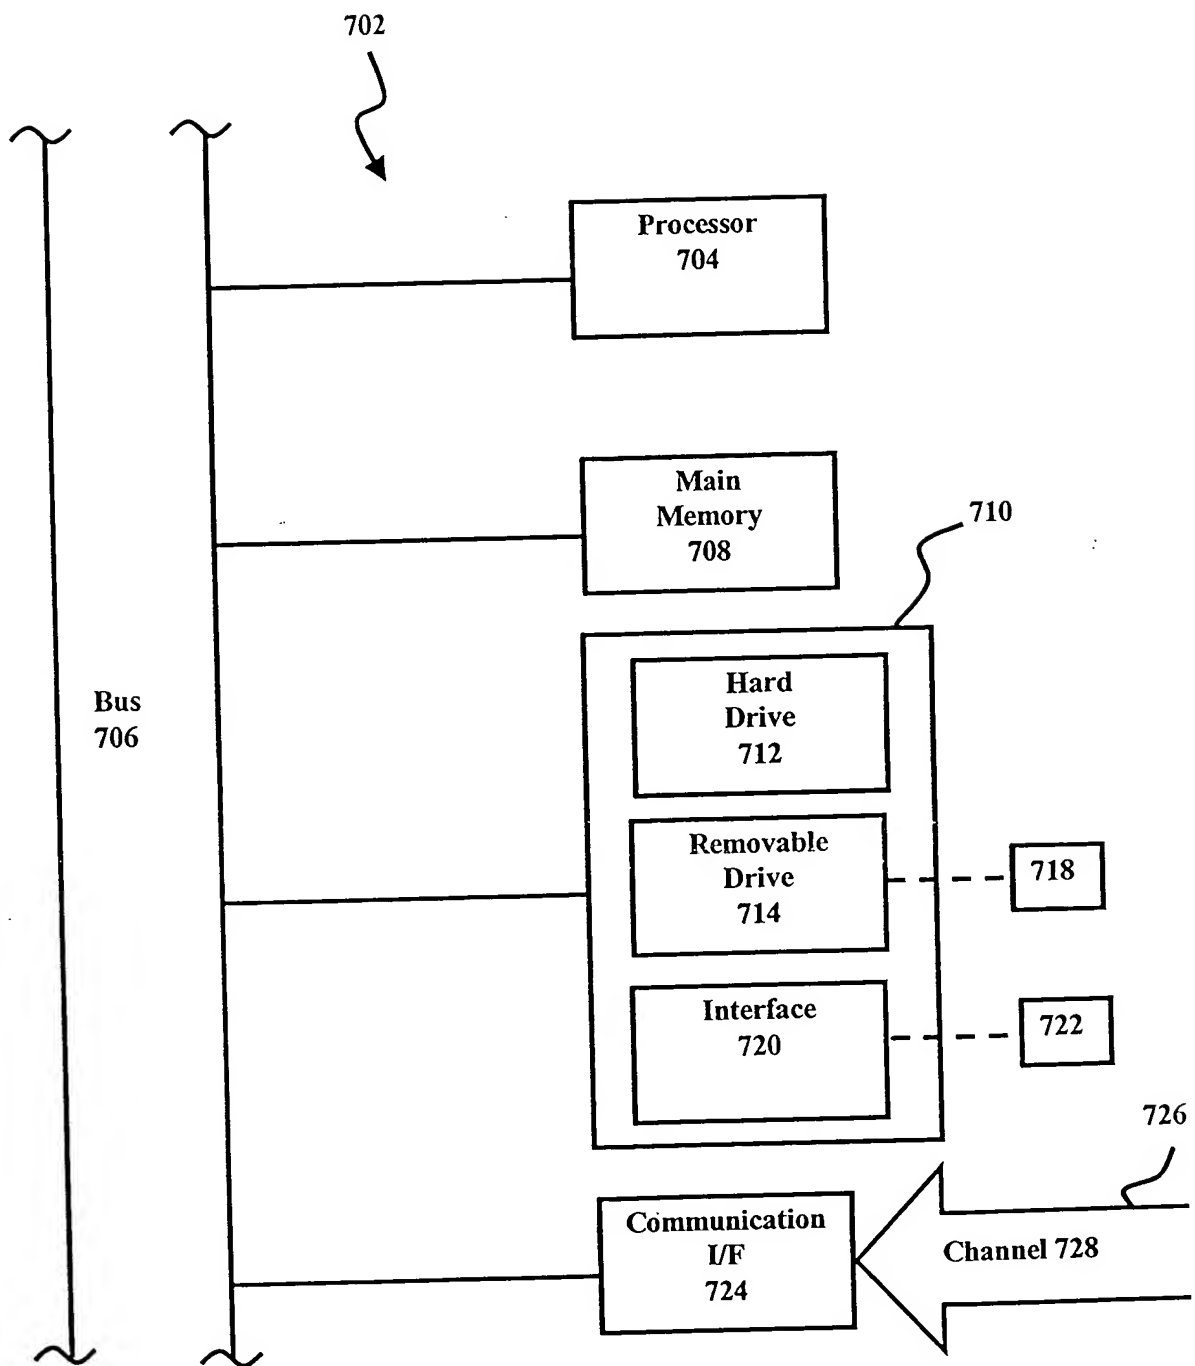 702
Processor
704
Main
Memory
708
710
Bus
706
Hard
Drive
712
Removable
Drive
714
718
Interface
720
722
726
Communication
I/F
724
Channel 728